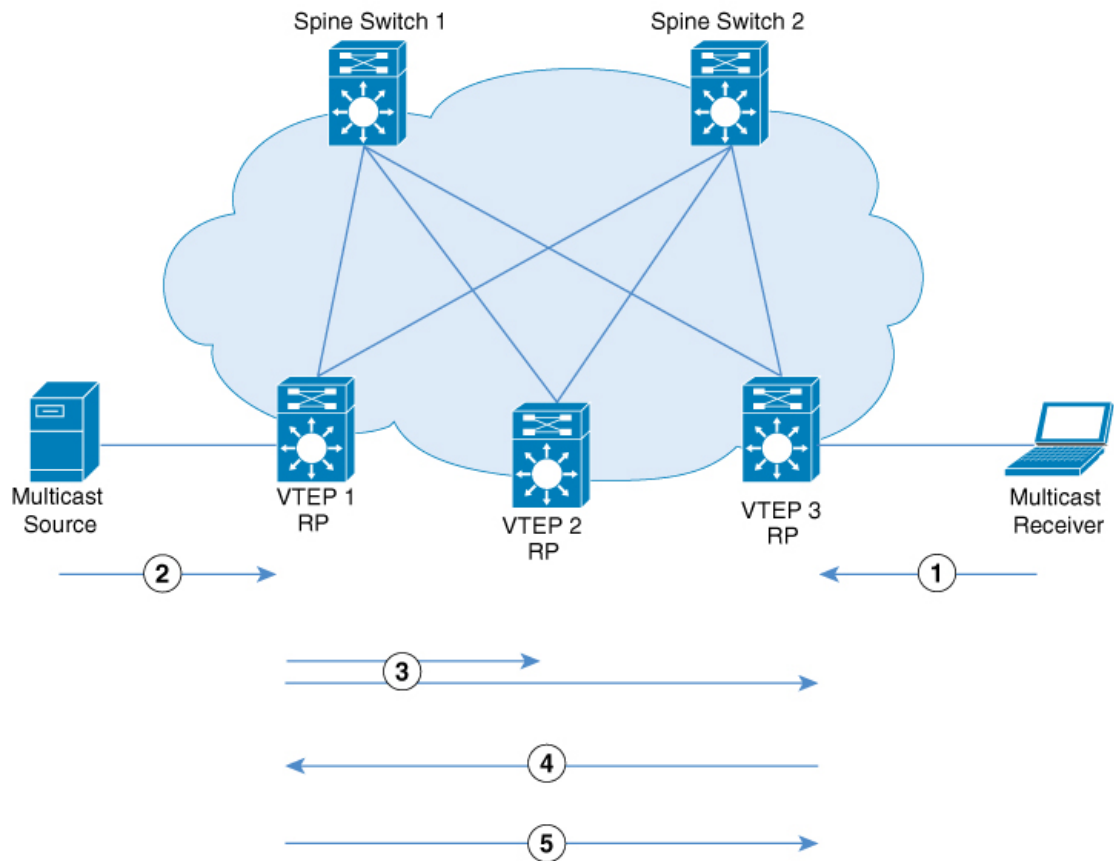 Spine Switch 1
Spine Switch 2
Multicast
Source
VTEP 1
RP
VTEP 2
RP
VTEP 3
RP
Multicast
Receiver
2
1
3
4
5